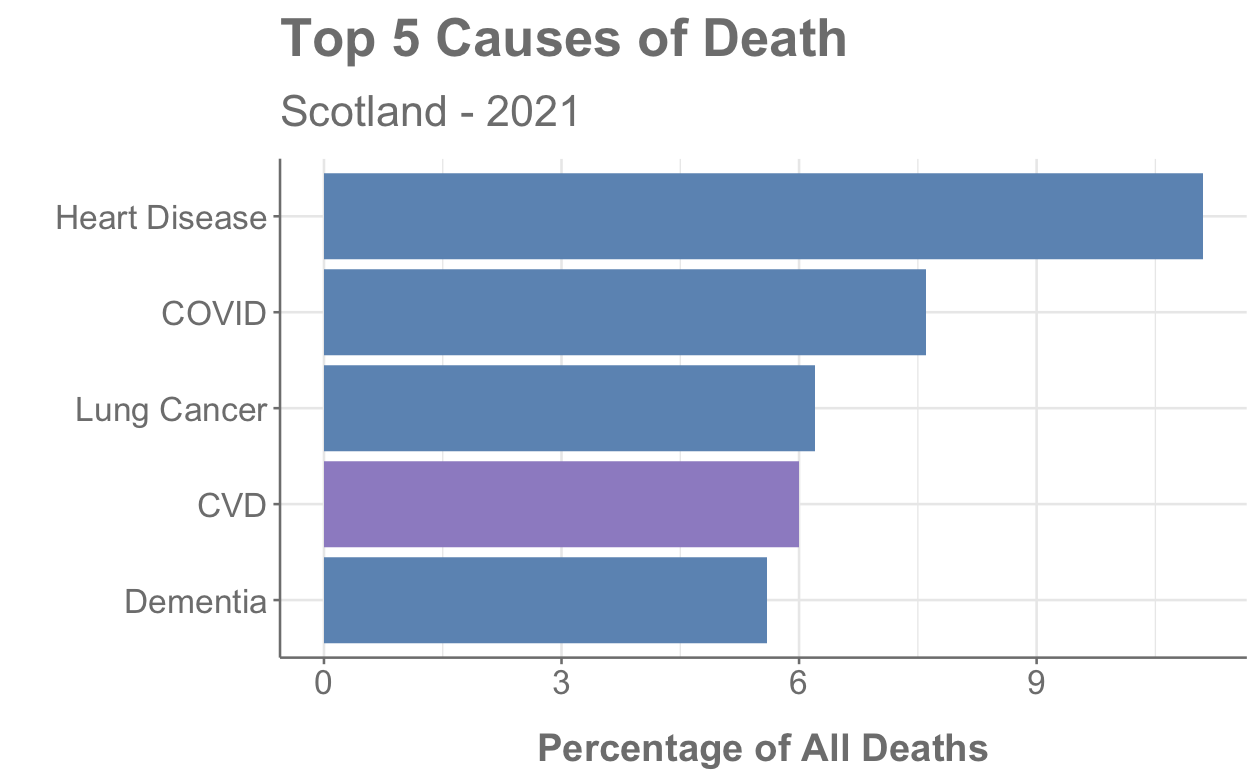 Top 5 Causes of Death
Scotland - 2021
Heart Disease
COVID
Lung Cancer
CVD
Dementia
0 3 6 9
Percentage of All Deaths